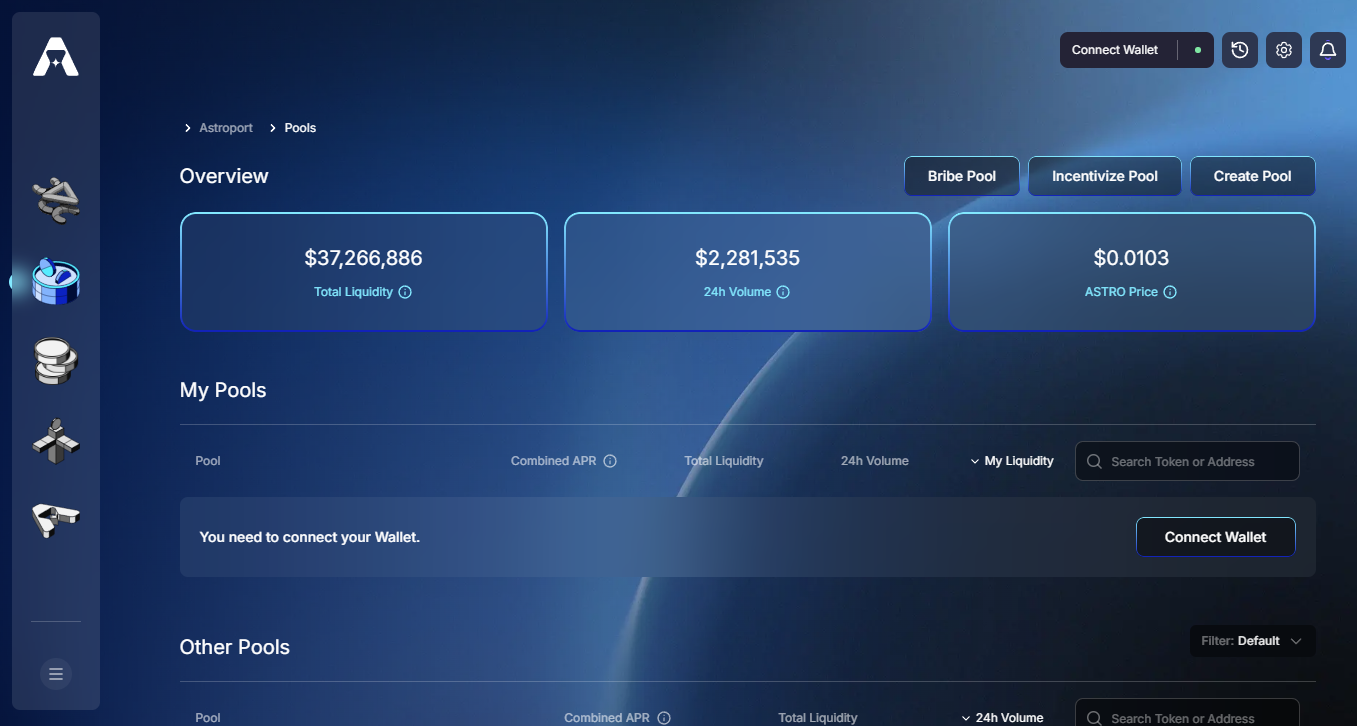 Connect Wallet
Astroport Pools
Overview
Bribe Pool Incentivize Pool Create Pool
$37,266,886 $2,281,535 $0.0103
Total Liquidity 24h Volume ASTRO Price
My Pools
Pool Combined APR Total Liquidity 24h Volume My Liquidity Search Token or Address
You need to connect your Wallet. Connect Wallet
Other Pools Filter: Default
Pool Combined APR Total Liquidity 24h Volume Search Token or Address